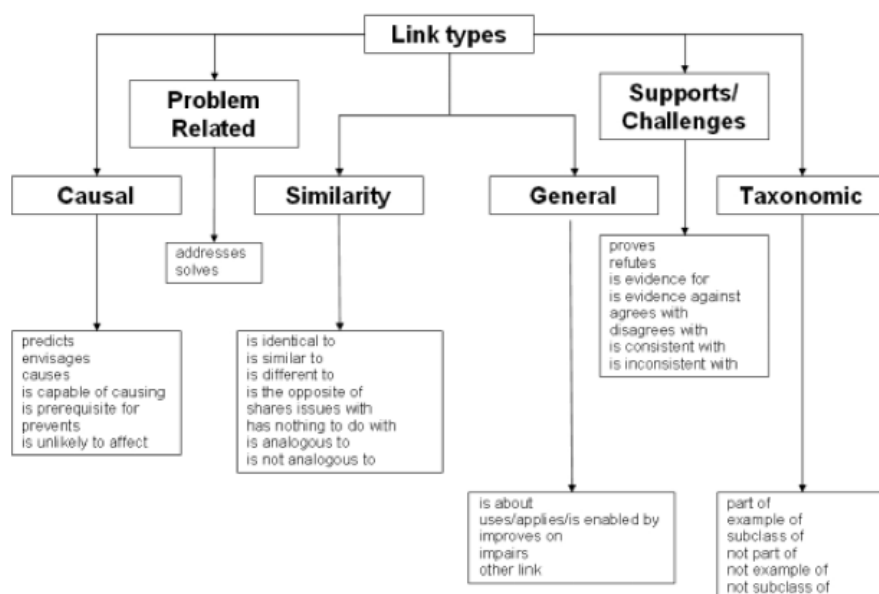 Link types
Problem
Related
Supports/
Challenges
Causal
Similarity
General
Taxonomic
addresses
solves
proves
refutes
is evidence for
is evidence against
agrees with
disagrees with
is consistent with
is inconsistent with
predicts
envisages
causes
is capable of causing
is prerequisite for
prevents
is unlikely to affect
is identical to
is similar to
is different to
is the opposite of
shares issues with
has nothing to do with
is analogous to
is not analogous to
is about
uses/applies/is enabled by
improves on
impairs
other link
part of
example of
subclass of
not part of
not example of
not subclass of